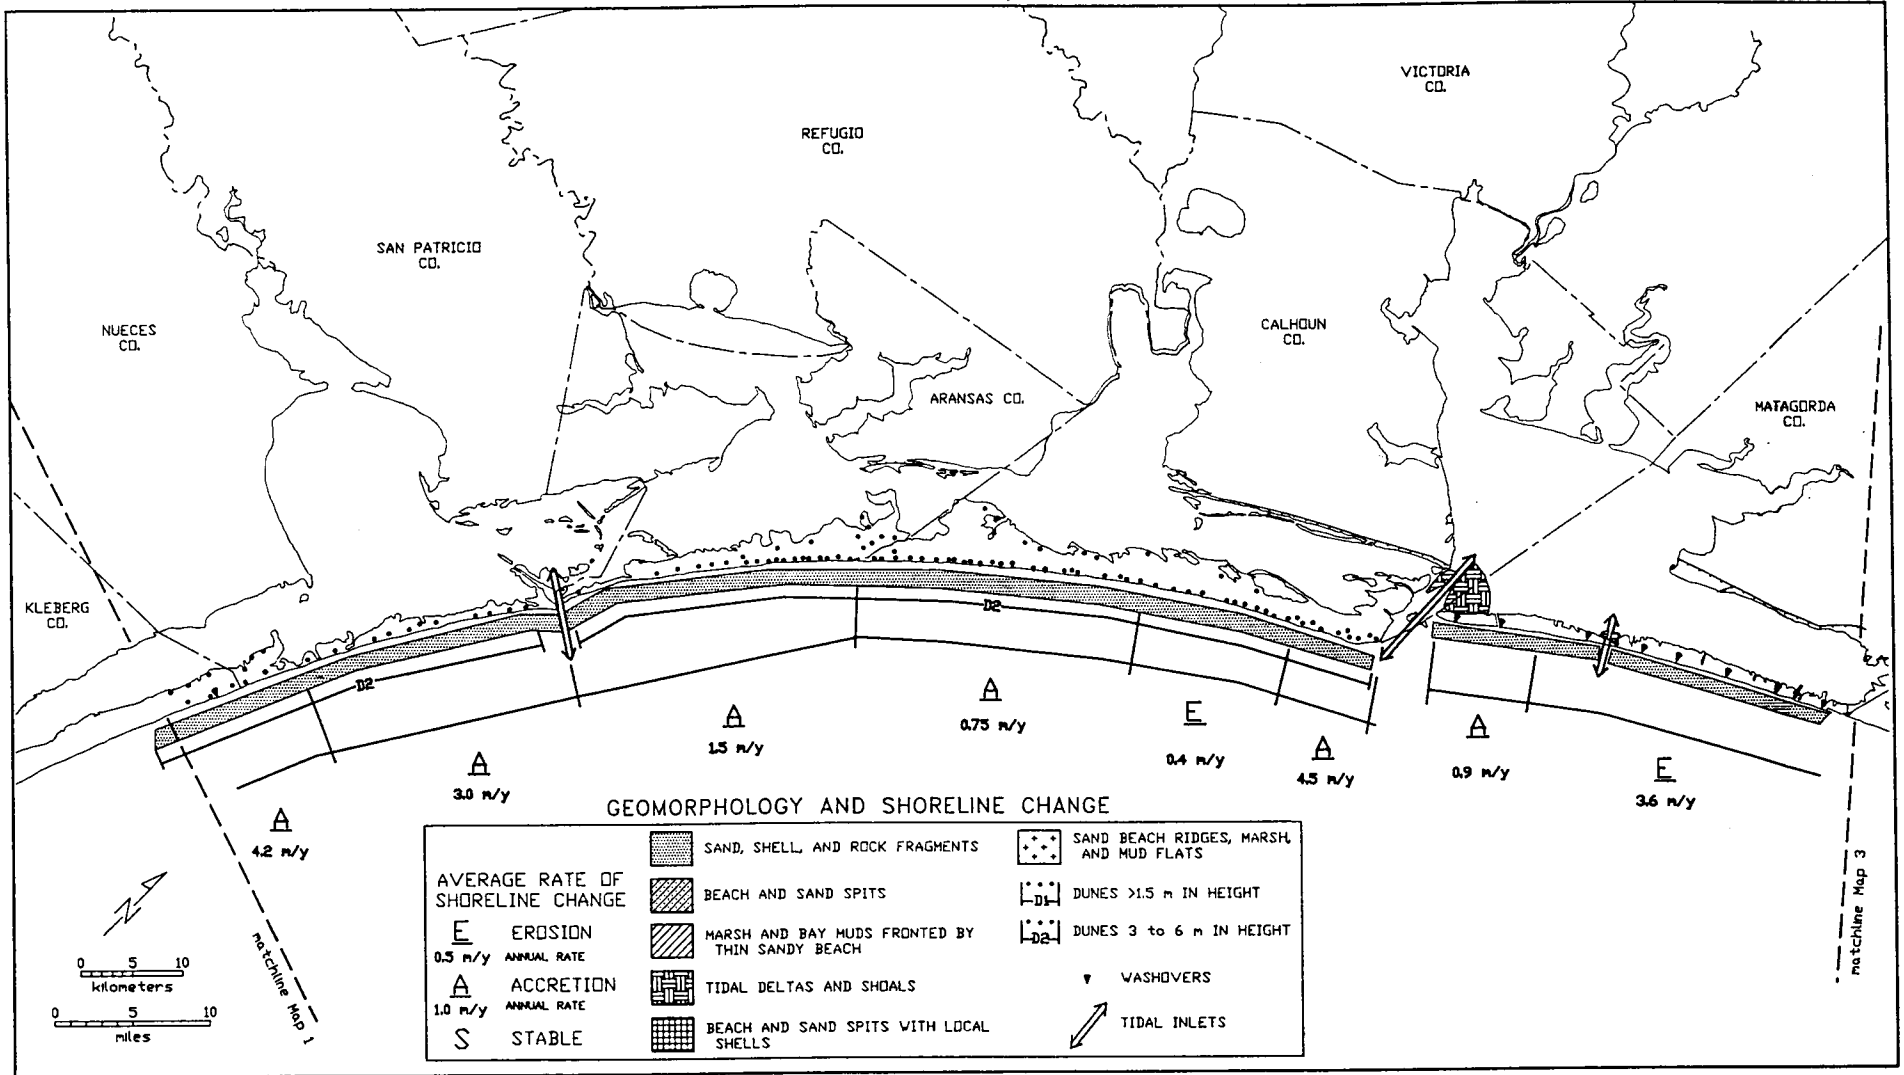 VICTORIA
CO.
REFUGIO
CO.
SAN PATRICIO
CO.
NUECES
CO.
CALHOUN
CO.
ARANSAS CO.
MATAGORDA
CO.
KLEBERG
CO.
D2
D2
A
4.2 m/y
A
3.0 m/y
A
1.5 m/y
A
0.75 m/y
E
0.4 m/y
A
4.5 m/y
A
0.9 m/y
E
3.6 m/y
matchline Map 1
matchline Map 3
N
0 5 10
kilometers
0 5 10
miles
GEOMORPHOLOGY AND SHORELINE CHANGE
AVERAGE RATE OF
SHORELINE CHANGE
E EROSION
0.5 m/y ANNUAL RATE
A ACCRETION
1.0 m/y ANNUAL RATE
S STABLE
SAND, SHELL, AND ROCK FRAGMENTS
BEACH AND SAND SPITS
MARSH AND BAY MUDS FRONTED BY
THIN SANDY BEACH
TIDAL DELTAS AND SHOALS
BEACH AND SAND SPITS WITH LOCAL
SHELLS
SAND BEACH RIDGES, MARSH,
AND MUD FLATS
D1 DUNES >1.5 m IN HEIGHT
D2 DUNES 3 to 6 m IN HEIGHT
WASHOVERS
TIDAL INLETS